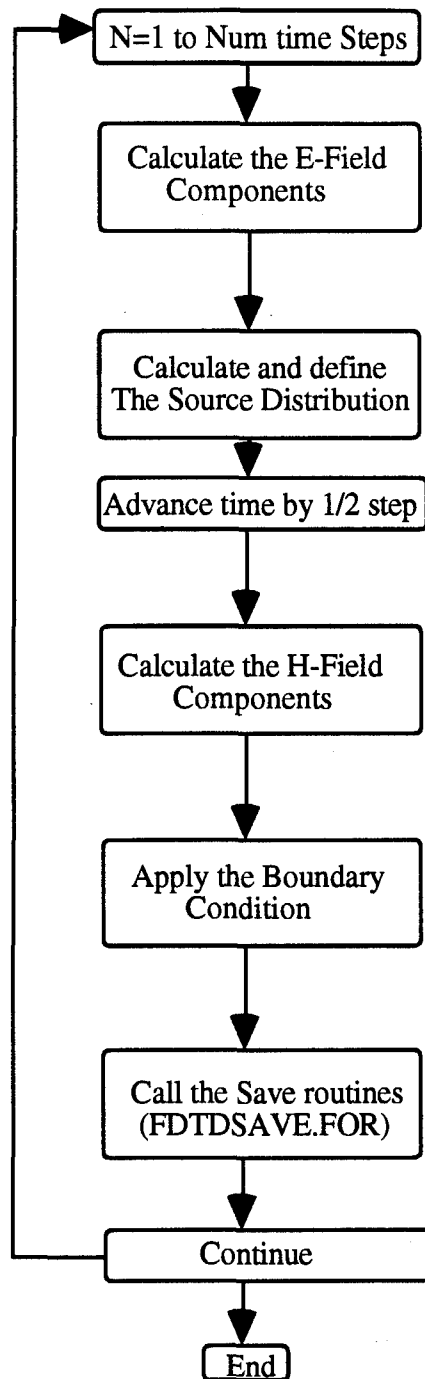 N=1 to Num time Steps
Calculate the E-Field
Components
Calculate and define
The Source Distribution
Advance time by 1/2 step
Calculate the H-Field
Components
Apply the Boundary
Condition
Call the Save routines
(FDTDSAVE.FOR)
Continue
End